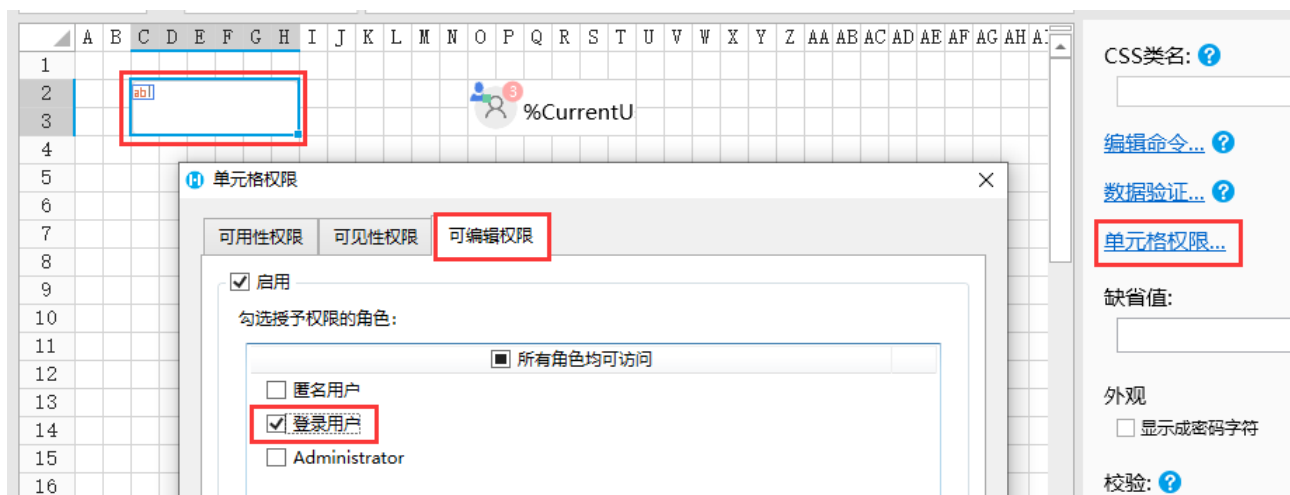 A B C D E F G H I J K L M N O P Q R S T U V W X Y Z AA AB AC AD AE AF AG AH
CSS类名: ?
1
2 abl 3
3 %CurrentU
4
编辑命令... ?
5 单元格权限
6
数据验证... ?
7 可用性权限 可见性权限 可编辑权限
单元格权限...
8
9 启用
缺省值:
10 勾选授予权限的角色:
11 所有角色均可访问
12
匿名用户
13
外观
14 登录用户
显示成密码字符
15 Administrator
16
校验: ?